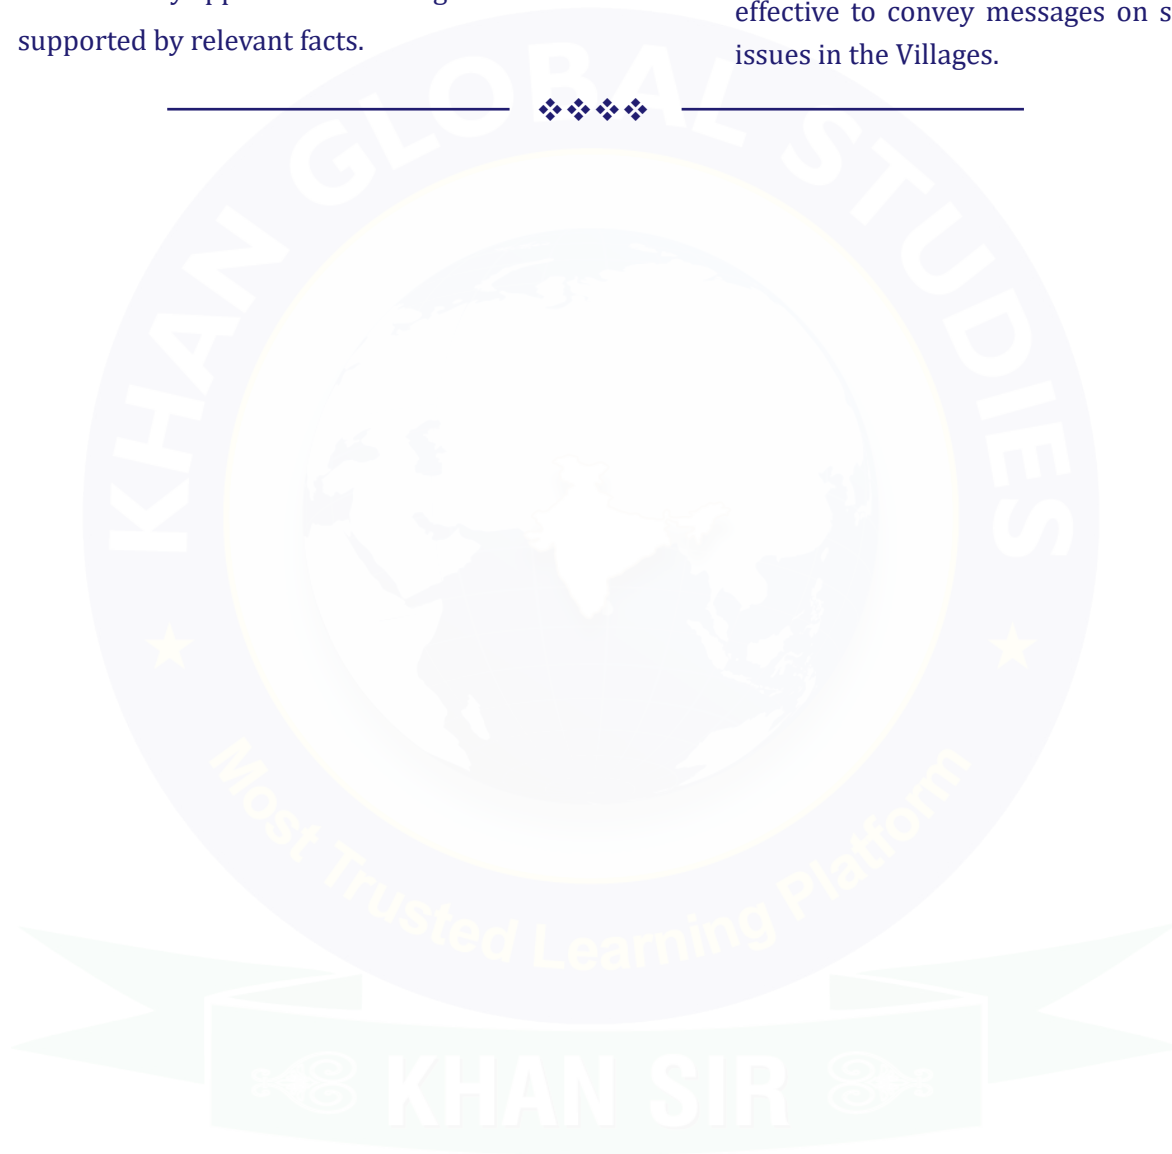 supported by relevant facts.
effective to convey messages on s
issues in the Villages.
KHAN GLOBAL STUDIES
Most Trusted Learning Platform
KHAN SIR